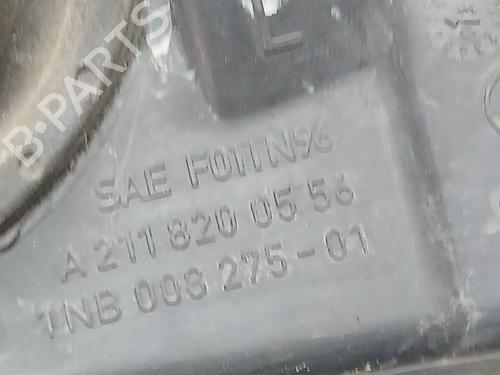 B-PARTS
L
SAE F01TN96
A 211 820 05 56
1NB 008 275-01